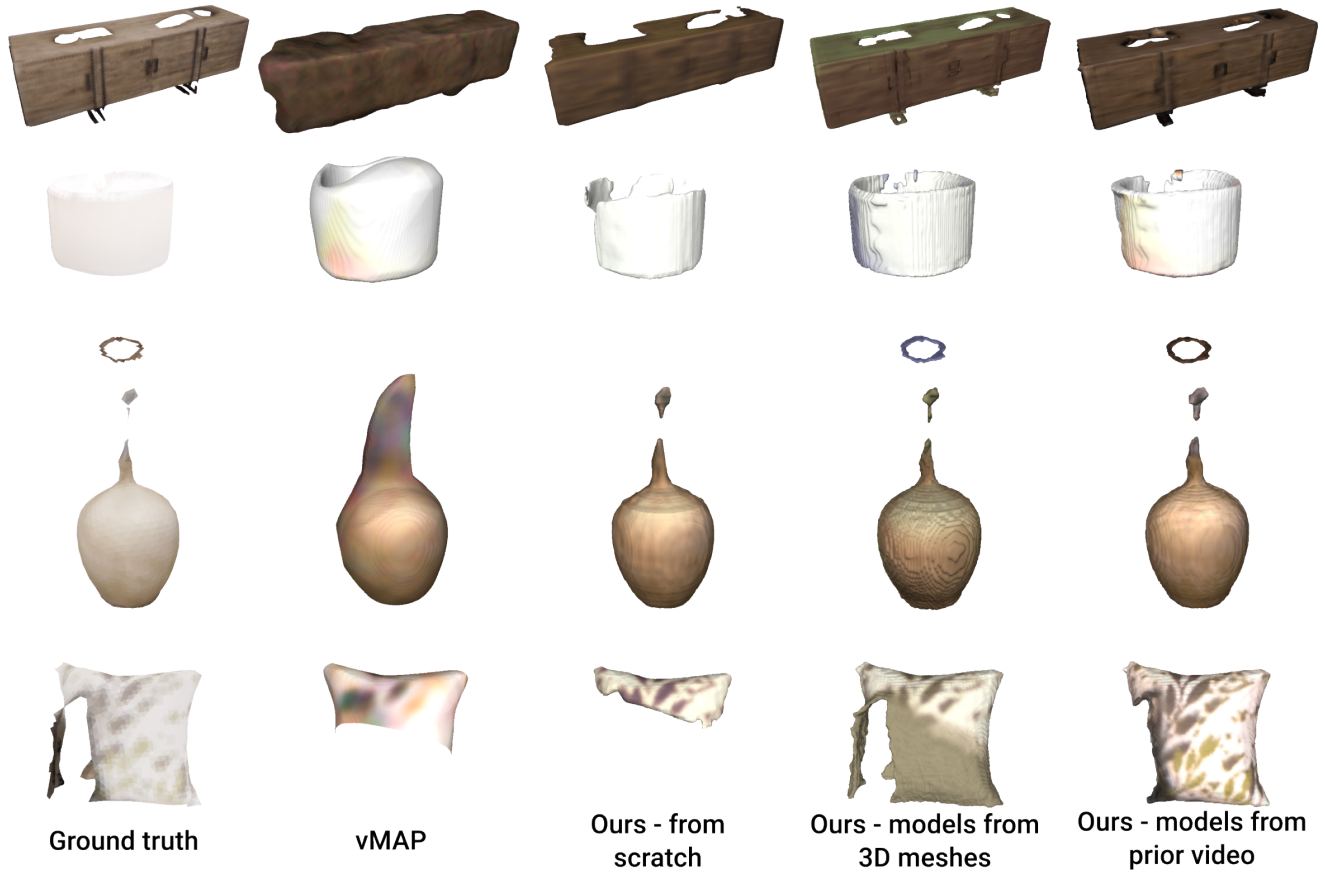 Ground truth
vMAP
Ours - from
scratch
Ours - models from
3D meshes
Ours - models from
prior video